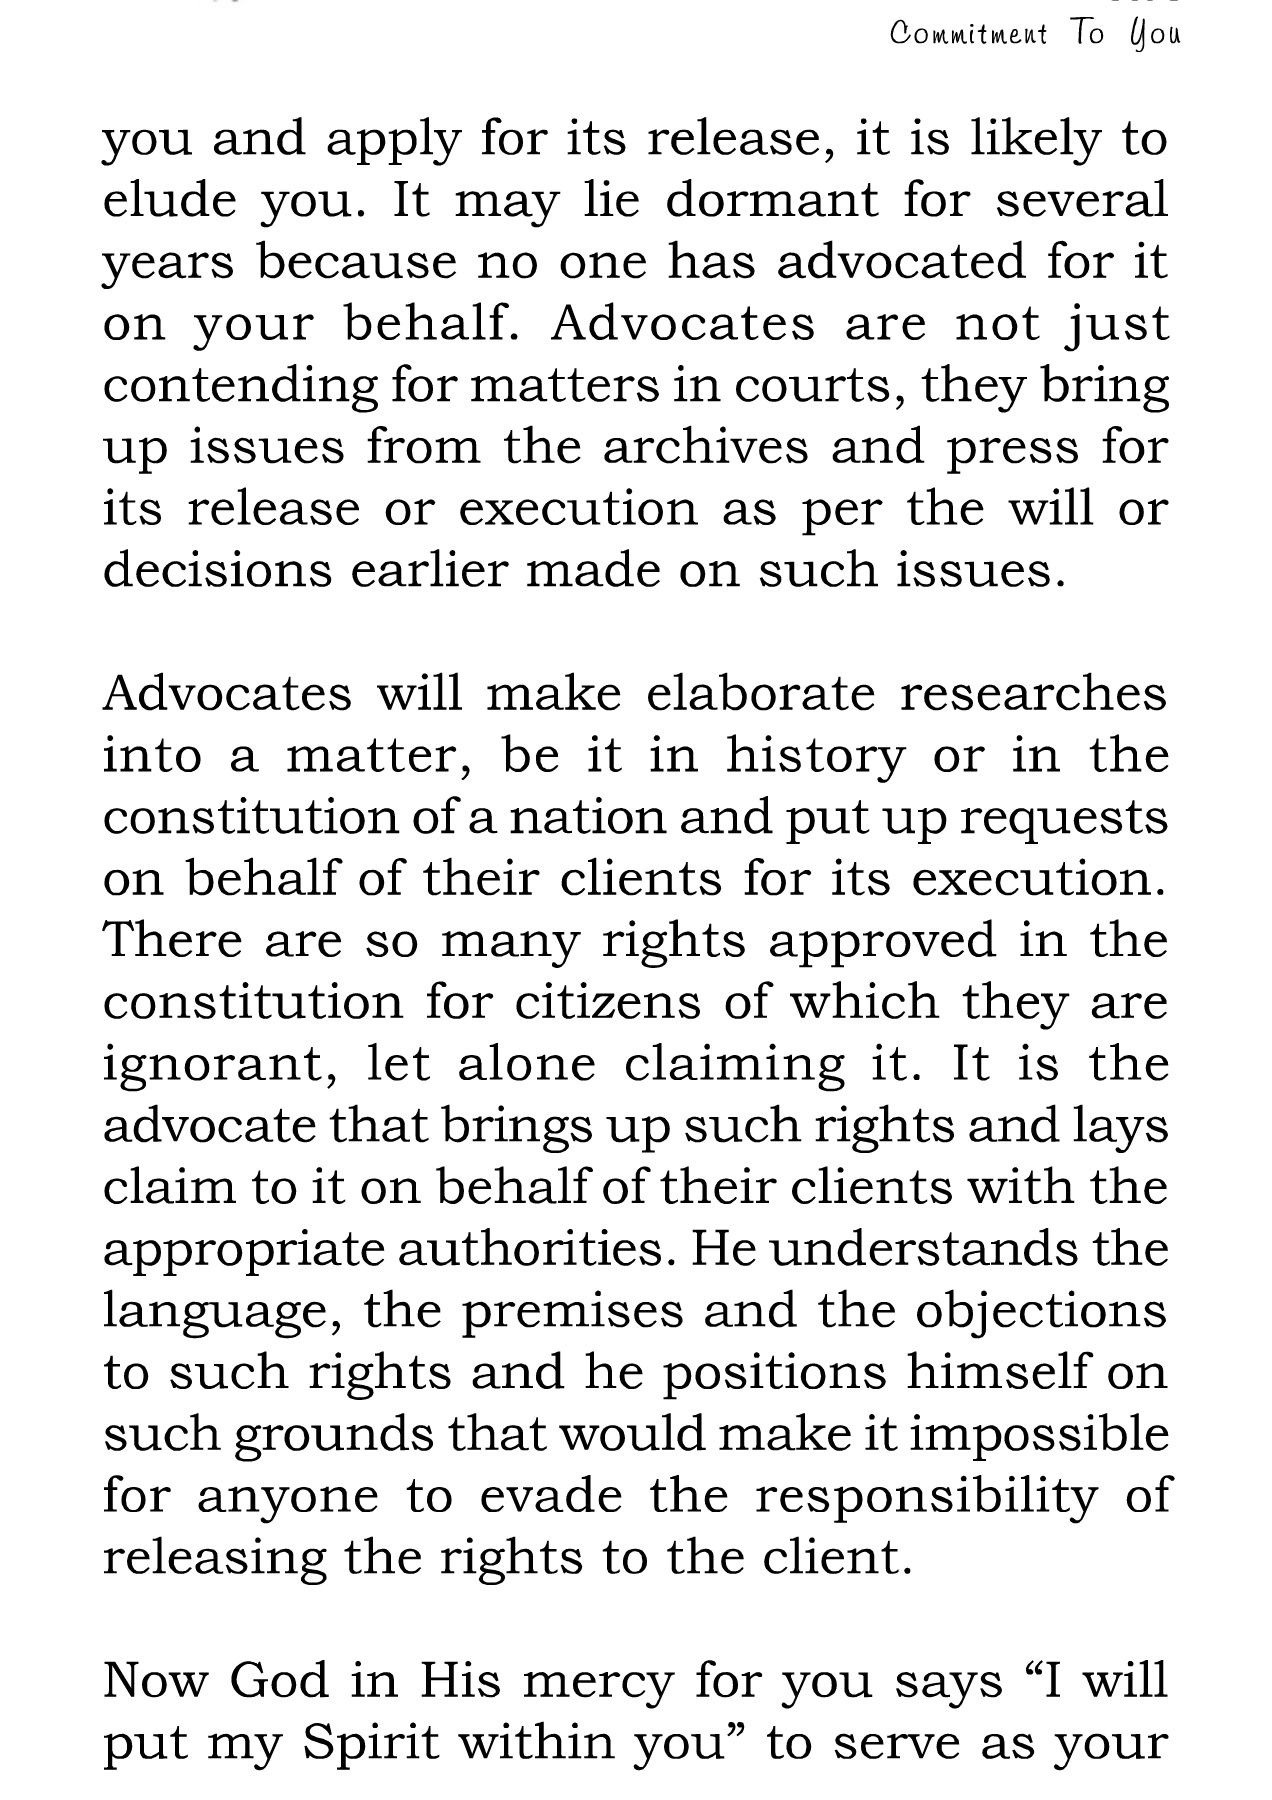 Commitment To You
you and apply for its release, it is likely to
elude you. It may lie dormant for several
years because no one has advocated for it
on your behalf. Advocates are not just
contending for matters in courts, they bring
up issues from the archives and press for
its release or execution as per the will or
decisions earlier made on such issues.
Advocates will make elaborate researches
into a matter, be it in history or in the
constitution of a nation and put up requests
on behalf of their clients for its execution.
There are so many rights approved in the
constitution for citizens of which they are
ignorant, let alone claiming it. It is the
advocate that brings up such rights and lays
claim to it on behalf of their clients with the
appropriate authorities. He understands the
language, the premises and the objections
to such rights and he positions himself on
such grounds that would make it impossible
for anyone to evade the responsibility of
releasing the rights to the client.
Now God in His mercy for you says “I will
put my Spirit within you” to serve as your